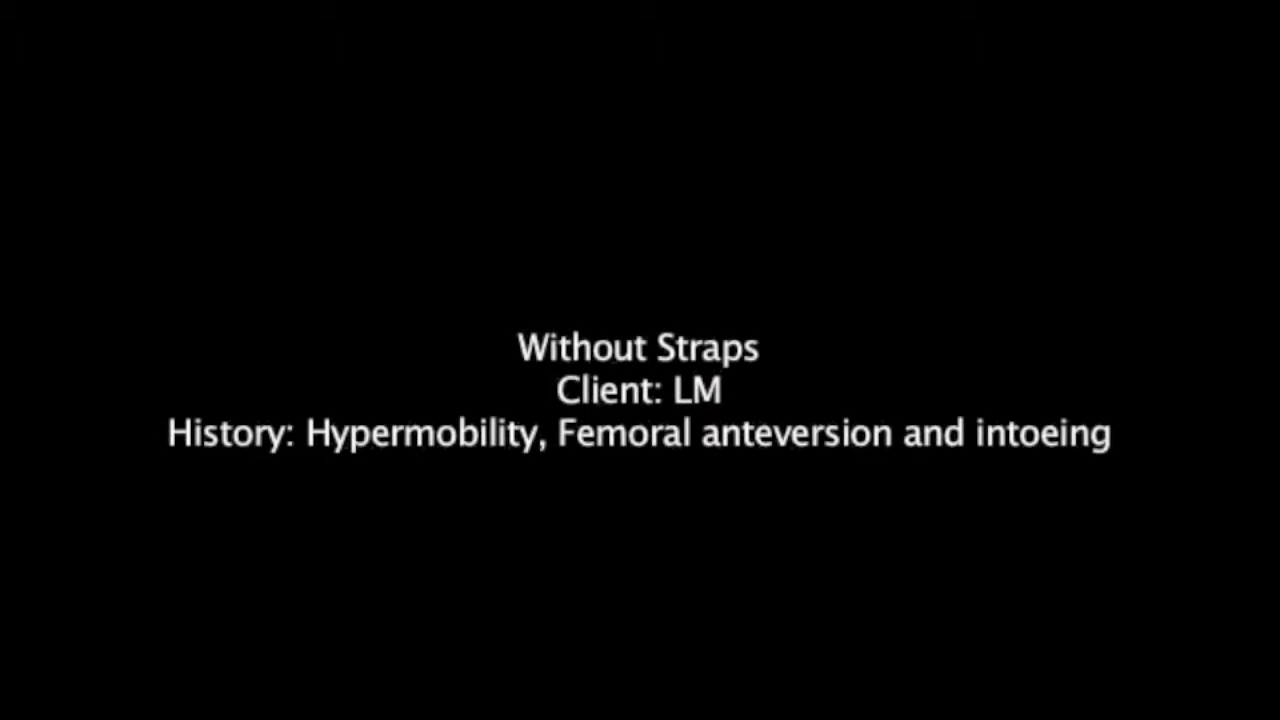 Without Straps
Client: LM
History: Hypermobility, Femoral anteversion and intoeing